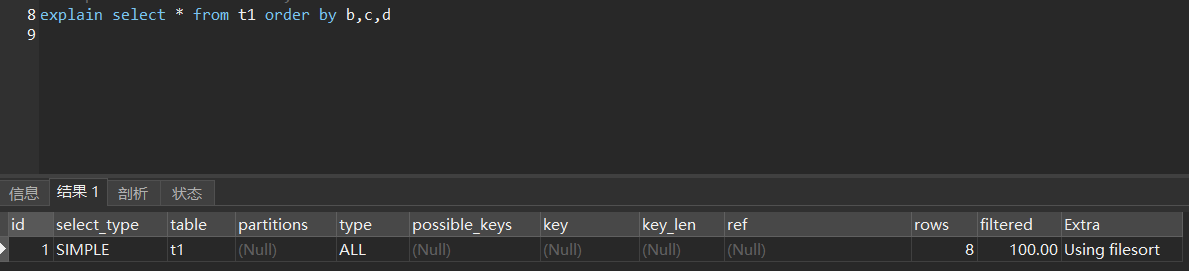 8 explain select * from t1 order by b,c,d
9
信息 结果 1 剖析 状态
id select_type table partitions type possible_keys key key_len ref rows filtered Extra
1 SIMPLE t1 (Null) ALL (Null) (Null) (Null) (Null) 8 100.00 Using filesort